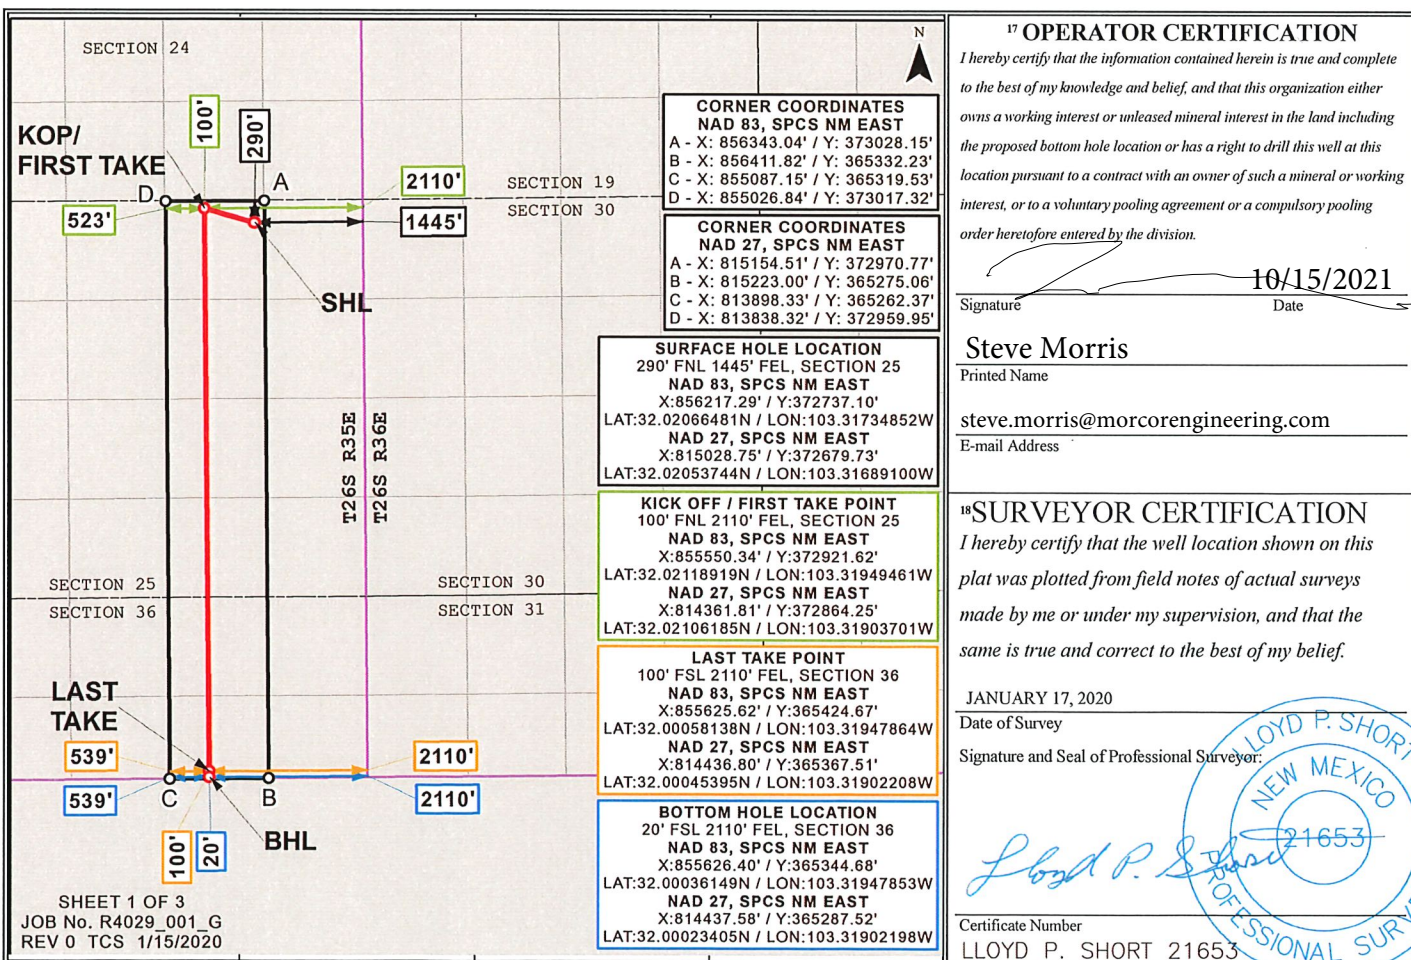 SECTION 24
N
KOP/
FIRST TAKE
100'
290'
D
A
2110'
523'
1445'
SECTION 19
SECTION 30
SHL
T26S R35E
T26S R36E
SECTION 25
SECTION 36
SECTION 30
SECTION 31
LAST
TAKE
539'
2110'
539'
C
B
2110'
100'
20'
BHL
SHEET 1 OF 3
JOB No. R4029_001_G
REV 0 TCS 1/15/2020
CORNER COORDINATES
NAD 83, SPCS NM EAST
A - X: 856343.04' / Y: 373028.15'
B - X: 856411.82' / Y: 365332.23'
C - X: 855087.15' / Y: 365319.53'
D - X: 855026.84' / Y: 373017.32'
CORNER COORDINATES
NAD 27, SPCS NM EAST
A - X: 815154.51' / Y: 372970.77'
B - X: 815223.00' / Y: 365275.06'
C - X: 813898.33' / Y: 365262.37'
D - X: 813838.32' / Y: 372959.95'
SURFACE HOLE LOCATION
290' FNL 1445' FEL, SECTION 25
NAD 83, SPCS NM EAST
X:856217.29' / Y:372737.10'
LAT:32.02066481N / LON:103.31734852W
NAD 27, SPCS NM EAST
X:815028.75' / Y:372679.73'
LAT:32.02053744N / LON:103.31689100W
KICK OFF / FIRST TAKE POINT
100' FNL 2110' FEL, SECTION 25
NAD 83, SPCS NM EAST
X:855550.34' / Y:372921.62'
LAT:32.02118919N / LON:103.31949461W
NAD 27, SPCS NM EAST
X:814361.81' / Y:372864.25'
LAT:32.02106185N / LON:103.31903701W
LAST TAKE POINT
100' FSL 2110' FEL, SECTION 36
NAD 83, SPCS NM EAST
X:855625.62' / Y:365424.67'
LAT:32.00058138N / LON:103.31947864W
NAD 27, SPCS NM EAST
X:814436.80' / Y:365367.51'
LAT:32.00045395N / LON:103.31902208W
BOTTOM HOLE LOCATION
20' FSL 2110' FEL, SECTION 36
NAD 83, SPCS NM EAST
X:855626.40' / Y:365344.68'
LAT:32.00036149N / LON:103.31947853W
NAD 27, SPCS NM EAST
X:814437.58' / Y:365287.52'
LAT:32.00023405N / LON:103.31902198W
17 OPERATOR CERTIFICATION
I hereby certify that the information contained herein is true and complete
to the best of my knowledge and belief, and that this organization either
owns a working interest or unleased mineral interest in the land including
the proposed bottom hole location or has a right to drill this well at this
location pursuant to a contract with an owner of such a mineral or working
interest, or to a voluntary pooling agreement or a compulsory pooling
order heretofore entered by the division.
10/15/2021
Signature Date
Steve Morris
Printed Name
steve.morris@morcorengineering.com
E-mail Address
18 SURVEYOR CERTIFICATION
I hereby certify that the well location shown on this
plat was plotted from field notes of actual surveys
made by me or under my supervision, and that the
same is true and correct to the best of my belief.
JANUARY 17, 2020
Date of Survey
Signature and Seal of Professional Surveyor:
LLOYD P. SHORT
NEW MEXICO
21653
PROFESSIONAL SURV
Lloyd P. Short
Certificate Number
LLOYD P. SHORT 21653